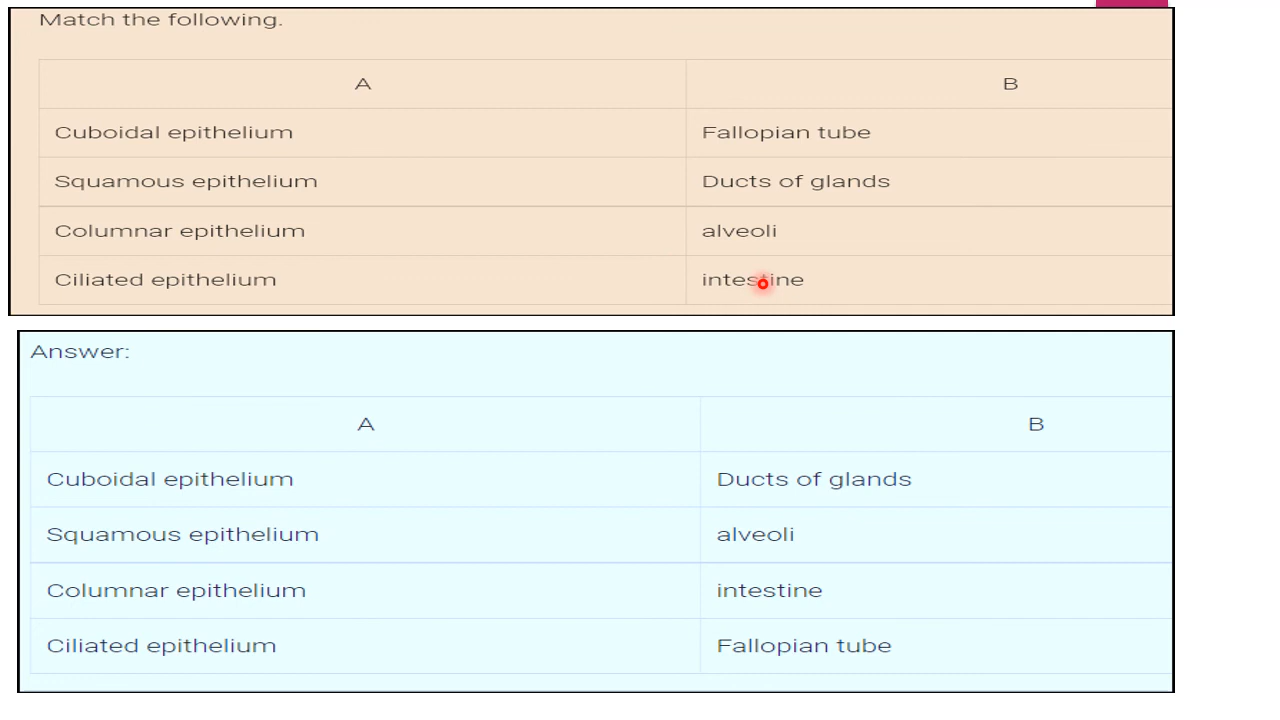 Match the following.
A B
Cuboidal epithelium Fallopian tube
Squamous epithelium Ducts of glands
Columnar epithelium alveoli
Ciliated epithelium intestine
Answer:
A B
Cuboidal epithelium Ducts of glands
Squamous epithelium alveoli
Columnar epithelium intestine
Ciliated epithelium Fallopian tube